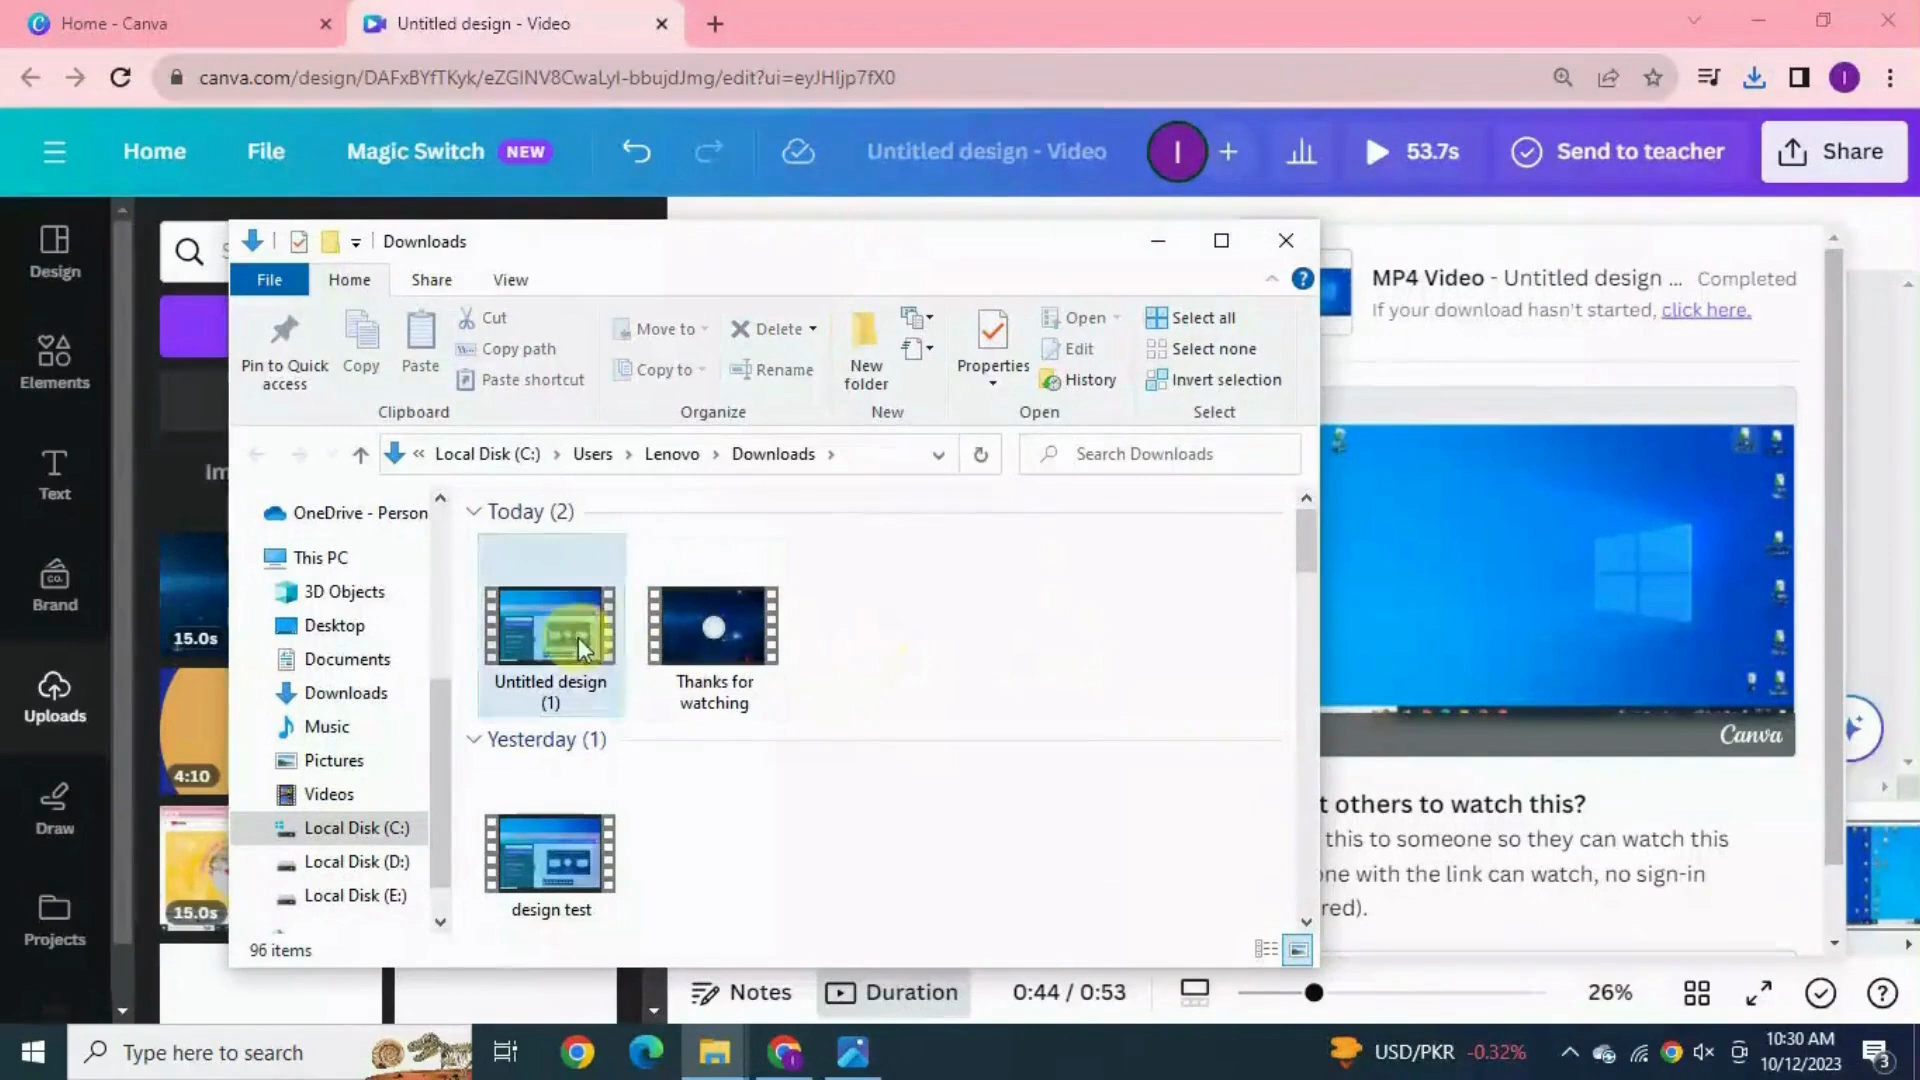 Home - Canva
Untitled design - Video
canva.com/design/DAFxBYfTKyk/eZGlNV8CwaLyI-bbujdJmg/edit?ui=eyJHIjp7fX0
Home
File
Magic Switch NEW
Untitled design - Video
I
53.7s
Send to teacher
Share
Design
Elements
Text
Brand
Uploads
Draw
Projects
15.0s
4:10
15.0s
Downloads
File
Home
Share
View
Pin to Quick access
Copy
Paste
Cut
Copy path
Paste shortcut
Clipboard
Move to
Copy to
Delete
Rename
Organize
New folder
New
Properties
Open
Edit
History
Open
Select all
Select none
Invert selection
Select
Local Disk (C:) > Users > Lenovo > Downloads >
Search Downloads
OneDrive - Person
This PC
3D Objects
Desktop
Documents
Downloads
Music
Pictures
Videos
Local Disk (C:)
Local Disk (D:)
Local Disk (E:)
Today (2)
Untitled design (1)
Thanks for watching
Yesterday (1)
design test
96 items
MP4 Video - Untitled design ... Completed
If your download hasn't started, click here.
Canva
t others to watch this?
this to someone so they can watch this
one with the link can watch, no sign-in
red).
Notes
Duration
0:44 / 0:53
26%
Type here to search
USD/PKR -0.32%
10:30 AM
10/12/2023
3